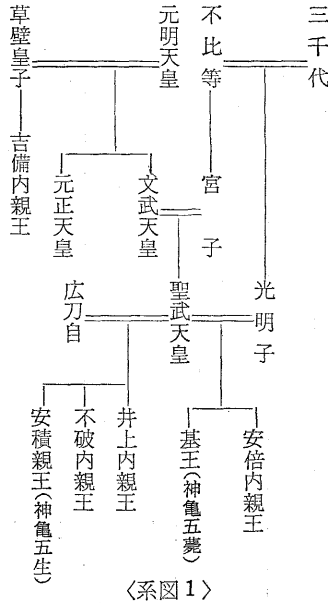 三千代
不比等
元明天皇
草壁皇子
宮子
文武天皇
元正天皇
吉備内親王
光明子
聖武天皇
広刀自
安倍内親王
基王(神亀五薨)
井上内親王
不破内親王
安積親王(神亀五生)
〈系図1〉